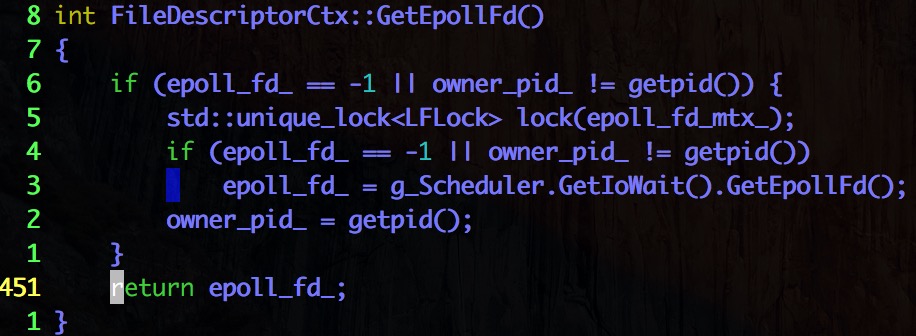 8 int FileDescriptorCtx::GetEpollFd()
7 {
6     if (epoll_fd_ == -1 || owner_pid_ != getpid()) {
5         std::unique_lock<LFLock> lock(epoll_fd_mtx_);
4         if (epoll_fd_ == -1 || owner_pid_ != getpid())
3             epoll_fd_ = g_Scheduler.GetIoWait().GetEpollFd();
2         owner_pid_ = getpid();
1     }
451     return epoll_fd_;
1 }